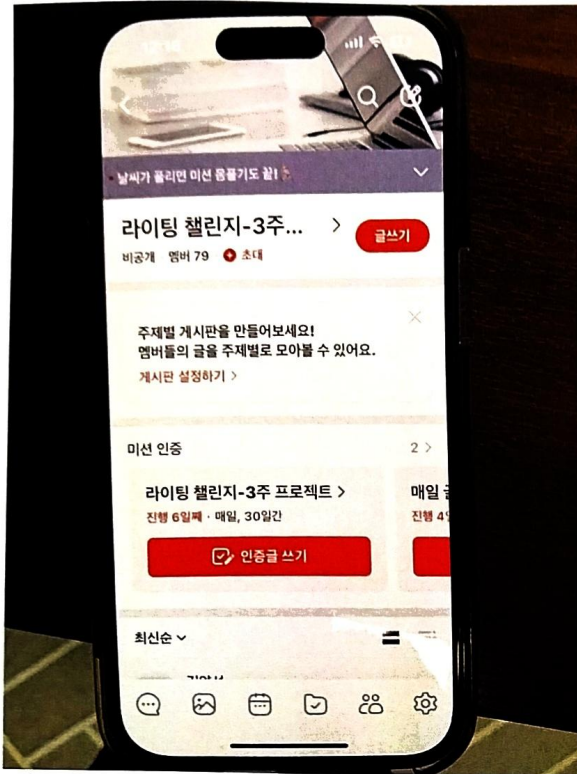 날씨가 풀리면 미션 몸풀기도 끝!
라이팅 챌린지-3주... >
글쓰기
비공개 멤버 79 초대
주제별 게시판을 만들어보세요!
멤버들의 글을 주제별로 모아볼 수 있어요.
게시판 설정하기 >
미션 인증
2 >
라이팅 챌린지-3주 프로젝트 >
진행 6일째 · 매일, 30일간
인증글 쓰기
매일
진행 4
최신순